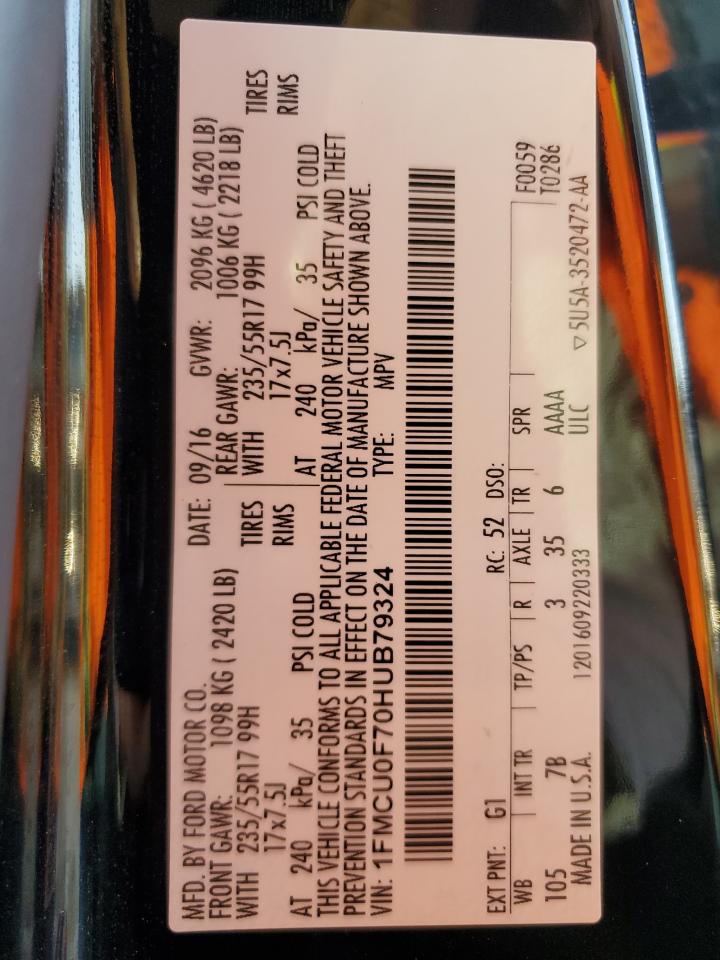 MFD. BY FORD MOTOR CO. DATE: 09/16 GVWR: 2096 KG ( 4620 LB)
FRONT GAWR: 1098 KG ( 2420 LB) REAR GAWR: 1006 KG ( 2218 LB)
WITH 235/55R17 99H TIRES WITH 235/55R17 99H TIRES
17x7.5J RIMS 17x7.5J RIMS
AT 240 kPa/ 35 PSI COLD AT 240 kPa/ 35 PSI COLD
THIS VEHICLE CONFORMS TO ALL APPLICABLE FEDERAL MOTOR VEHICLE SAFETY AND THEFT
PREVENTION STANDARDS IN EFFECT ON THE DATE OF MANUFACTURE SHOWN ABOVE.
VIN: 1FMCU0F70HUB79324 TYPE: MPV
EXT PNT: G1 RC: 52 DSO:
WB INT TR TP/PS R AXLE TR SPR F0059
105 7B 3 35 6 AAAA T0286
MADE IN U.S.A. 1201609220333 ULC ▽5U5A-3520472-AA